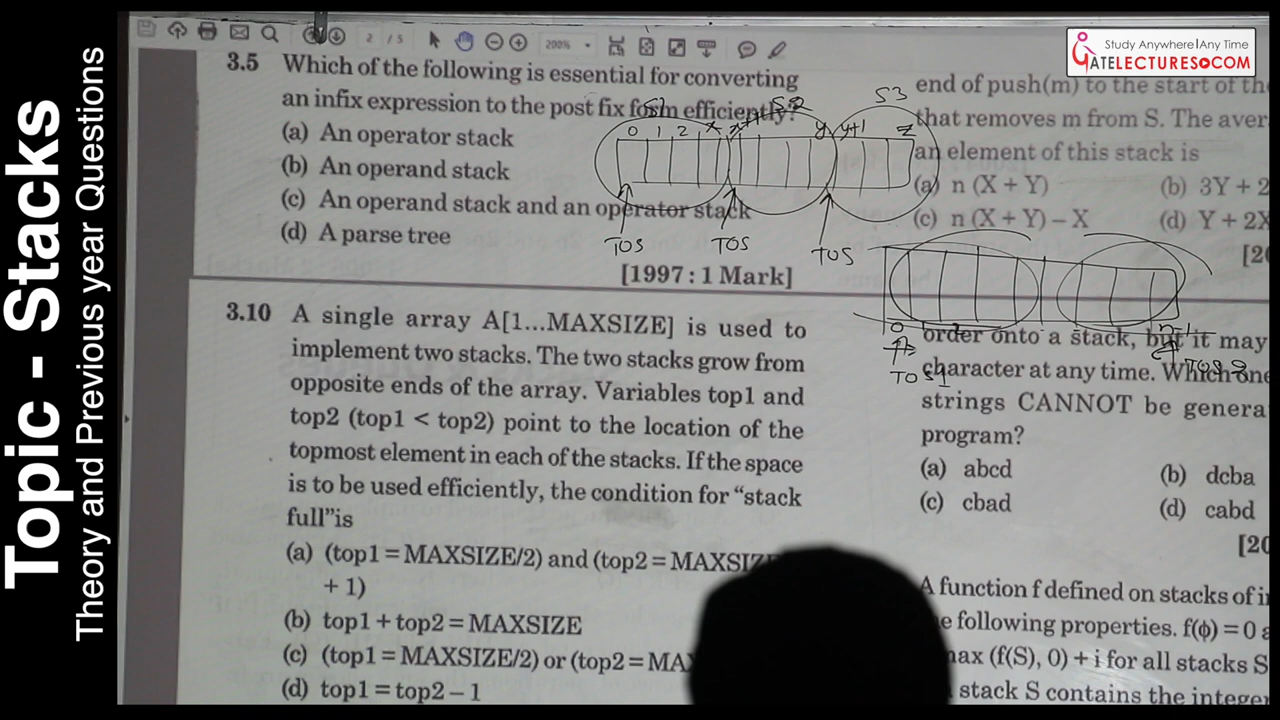 Topic - Stacks
Theory and Previous year Questions
Study Anywhere | Any Time
GATELECTURES.COM
2 / 5
200%
3.5 Which of the following is essential for converting
an infix expression to the post fix form efficiently?
(a) An operator stack
(b) An operand stack
(c) An operand stack and an operator stack
(d) A parse tree
[1997 : 1 Mark]
S1 S2 S3
0 1 2 x x+1 y y+1 z
TOS TOS TOS
3.10 A single array A[1...MAXSIZE] is used to
implement two stacks. The two stacks grow from
opposite ends of the array. Variables top1 and
top2 (top1 < top2) point to the location of the
topmost element in each of the stacks. If the space
is to be used efficiently, the condition for “stack
full”is
(a) (top1 = MAXSIZE/2) and (top2 = MAXSIZE
+ 1)
(b) top1 + top2 = MAXSIZE
(c) (top1 = MAXSIZE/2) or (top2 = MAX
(d) top1 = top2 – 1
end of push(m) to the start of the
that removes m from S. The aver
an element of this stack is
(a) n (X + Y) (b) 3Y + 2
(c) n (X + Y) – X (d) Y + 2X
[20
0 n-1
TOS1 TOS2
order onto a stack, but it may
character at any time. Which one
strings CANNOT be genera
program?
(a) abcd (b) dcba
(c) cbad (d) cabd
[20
A function f defined on stacks of i
e following properties. f(ϕ) = 0 a
max (f(S), 0) + i for all stacks S
stack S contains the integer